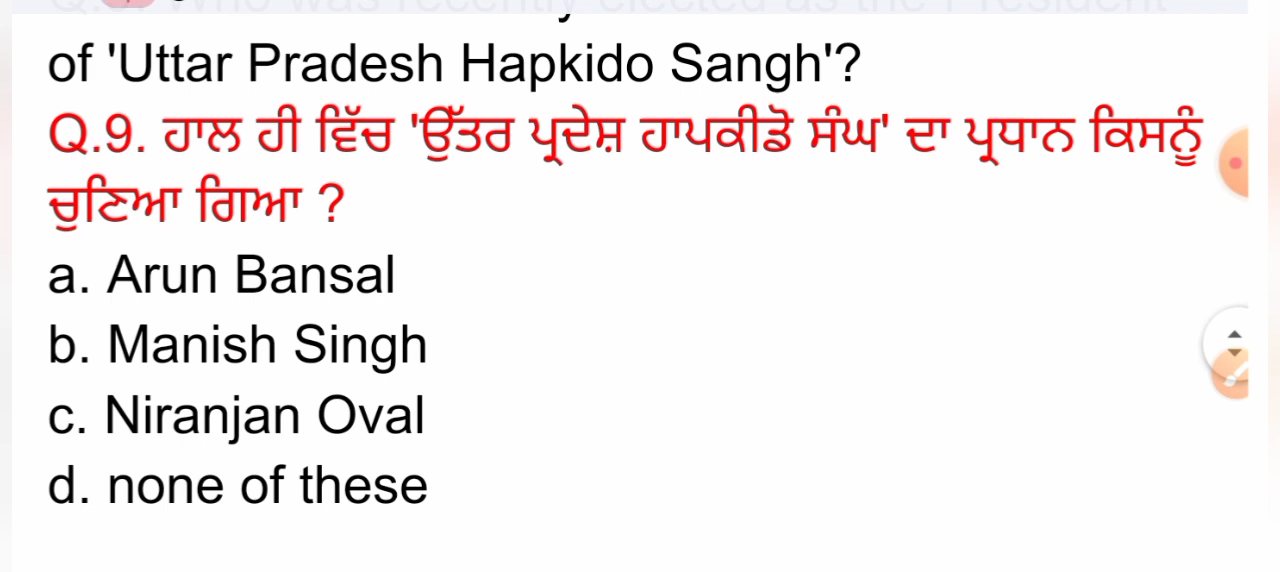 of 'Uttar Pradesh Hapkido Sangh'?
Q.9. ਹਾਲ ਹੀ ਵਿੱਚ 'ਉੱਤਰ ਪ੍ਰਦੇਸ਼ ਹਾਪਕੀਡੋ ਸੰਘ' ਦਾ ਪ੍ਰਧਾਨ ਕਿਸਨੂੰ
ਚੁਣਿਆ ਗਿਆ ?
a. Arun Bansal
b. Manish Singh
c. Niranjan Oval
d. none of these